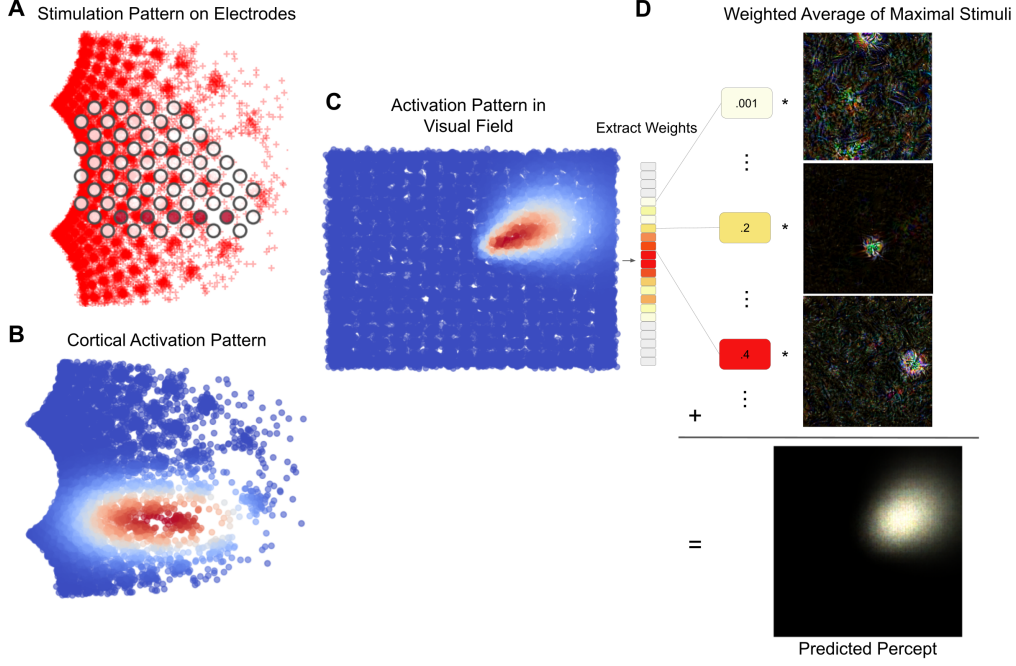 A
Stimulation Pattern on Electrodes
B
Cortical Activation Pattern
C
Activation Pattern in
Visual Field
Extract Weights
D
Weighted Average of Maximal Stimuli
.001
*
⋮
.2
*
⋮
.4
*
⋮
+
=
Predicted Percept